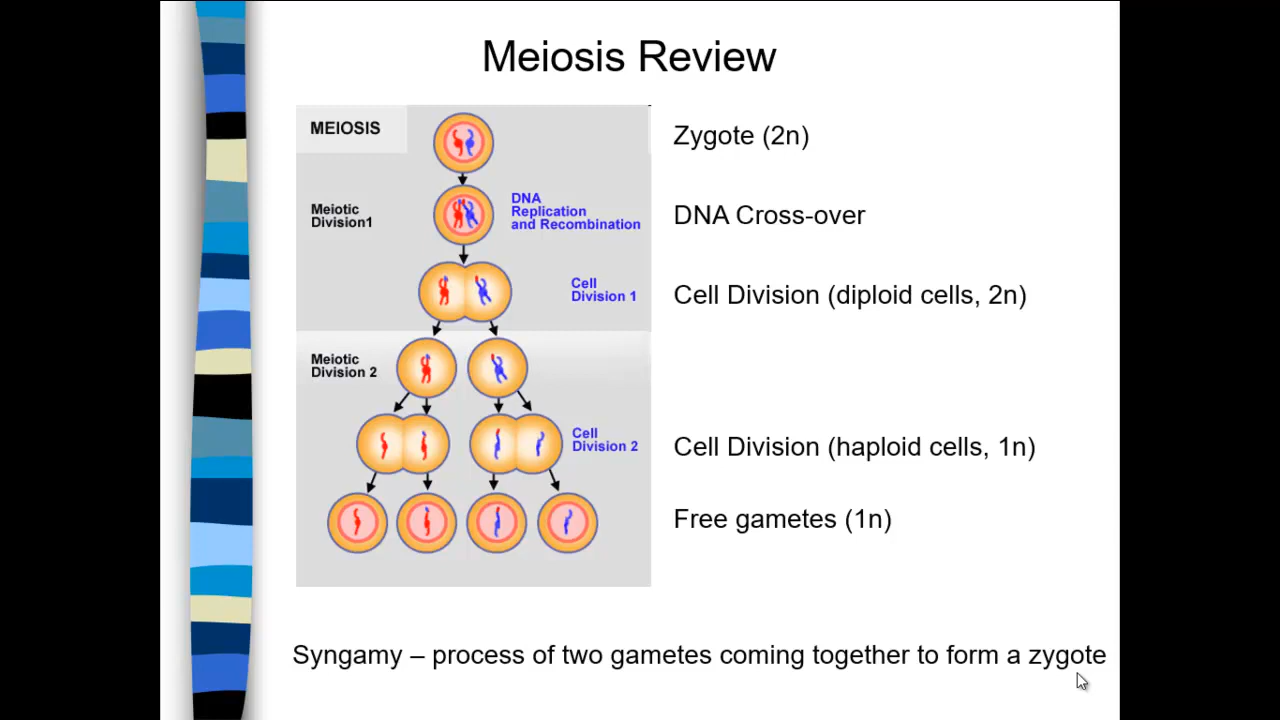 Meiosis Review
MEIOSIS
Zygote (2n)
Meiotic
Division1
DNA
Replication
and Recombination
DNA Cross-over
Cell
Division 1
Cell Division (diploid cells, 2n)
Meiotic
Division 2
Cell
Division 2
Cell Division (haploid cells, 1n)
Free gametes (1n)
Syngamy – process of two gametes coming together to form a zygote